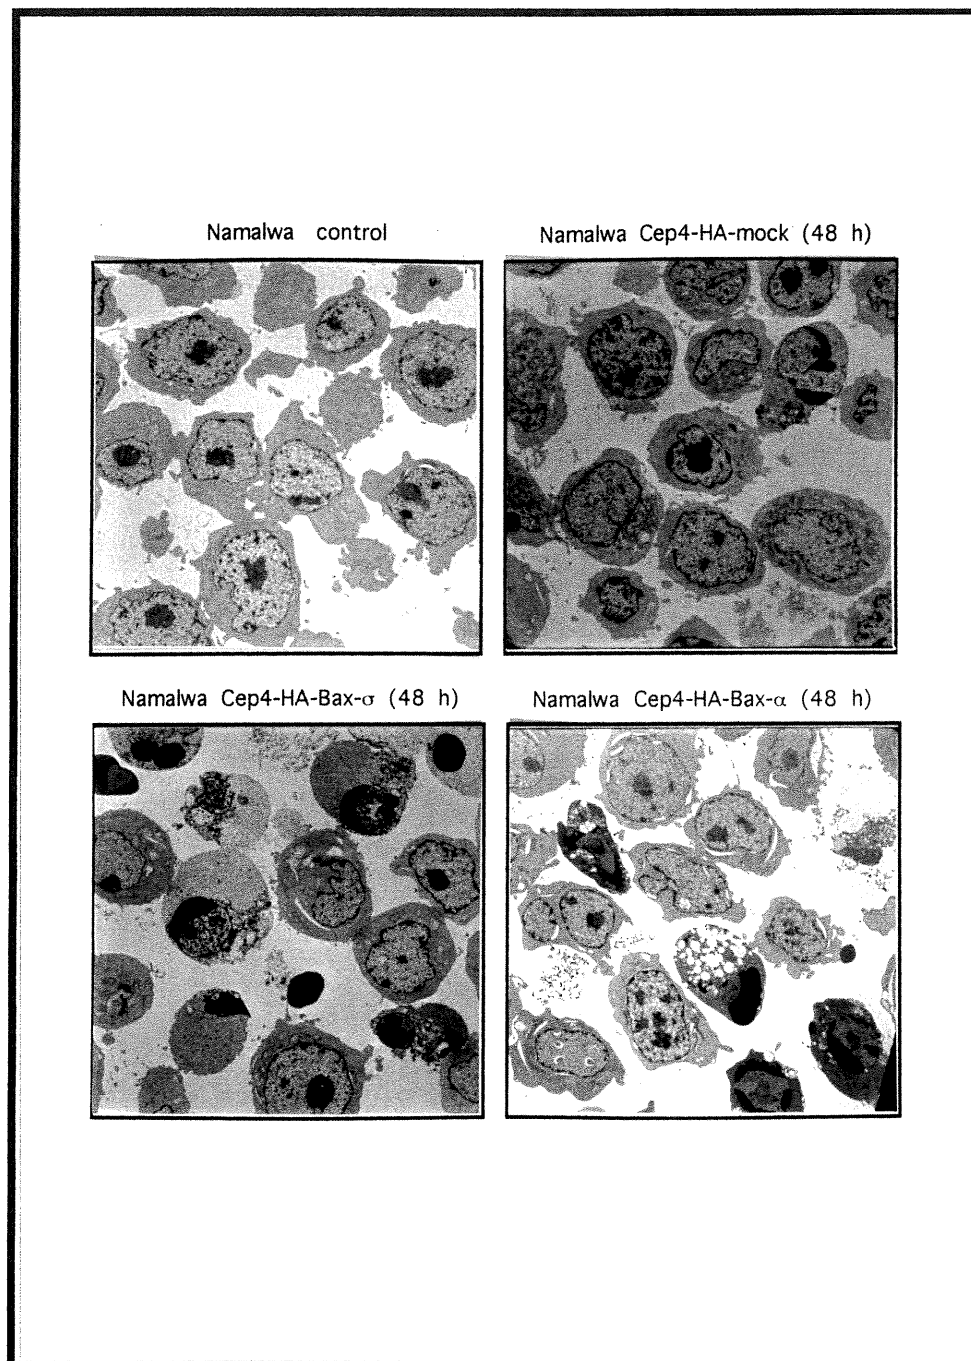 Namalwa control
Namalwa Cep4-HA-mock (48 h)
Namalwa Cep4-HA-Bax-σ (48 h)
Namalwa Cep4-HA-Bax-α (48 h)